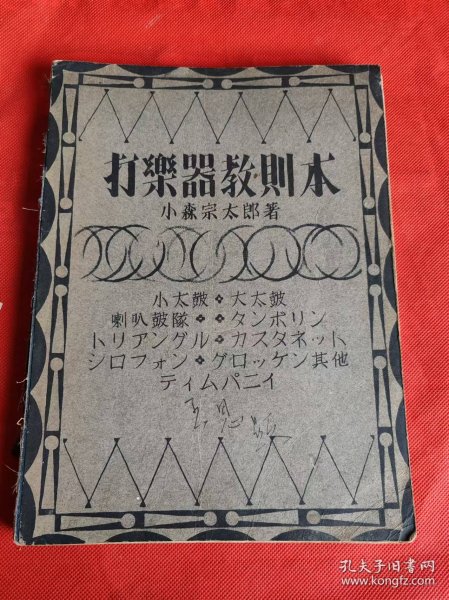 打樂器教則本
小森宗太郎著
小太鼓・大太鼓
喇叭鼓隊・・タンボリン
トリアングル・カスタネット
シロフォン・グロッケン其他
ティムパニイ
孔夫子旧书网
www.kongfz.com